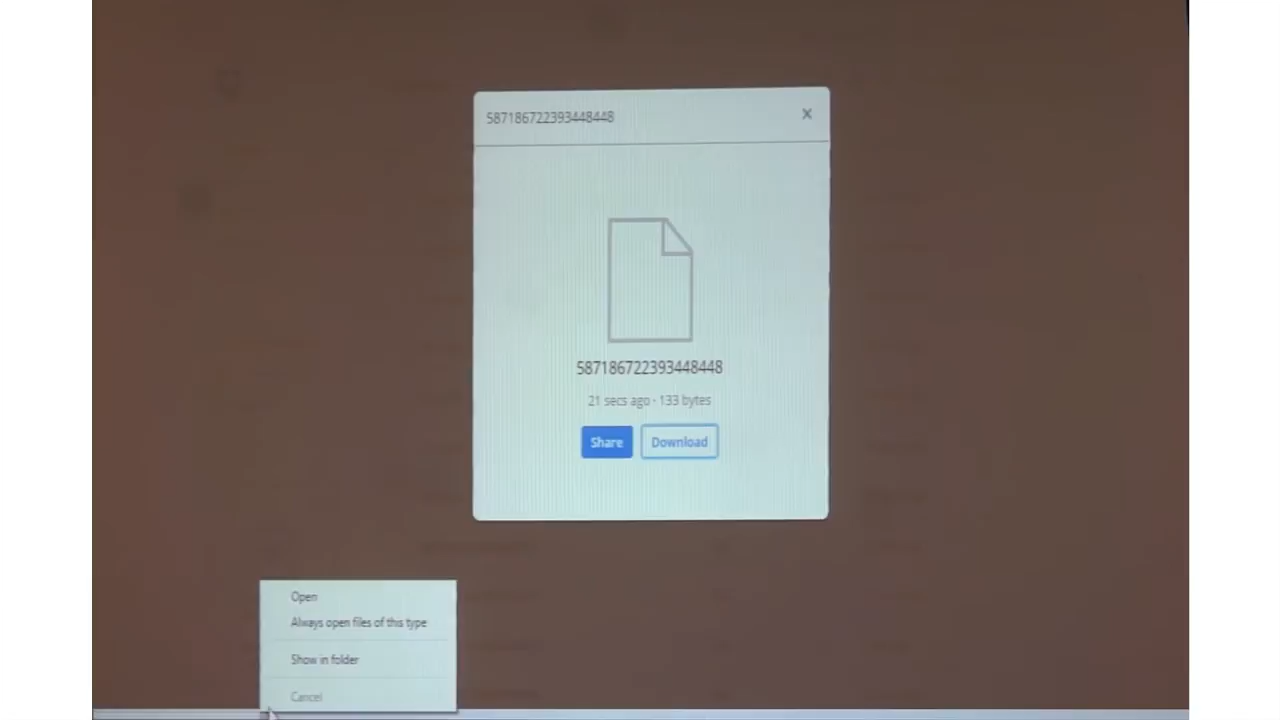 587186722393448448
X
587186722393448448
21 secs ago · 133 bytes
Share
Download
Open
Always open files of this type
Show in folder
Cancel